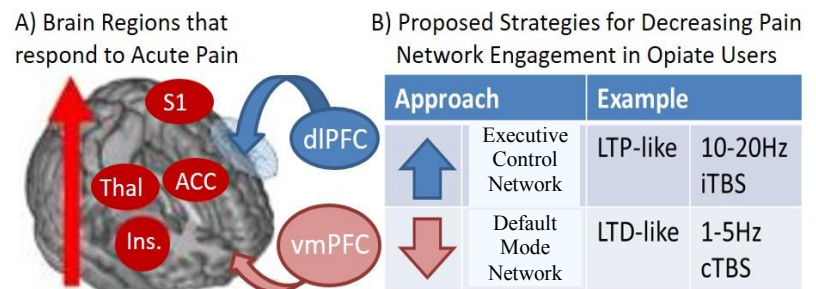 A) Brain Regions that
respond to Acute Pain
S1
dlPFC
Thal
ACC
Ins.
vmPFC
B) Proposed Strategies for Decreasing Pain
Network Engagement in Opiate Users
Approach Example
Executive
Control
Network
LTP-like
10-20Hz
iTBS
Default
Mode
Network
LTD-like
1-5Hz
cTBS